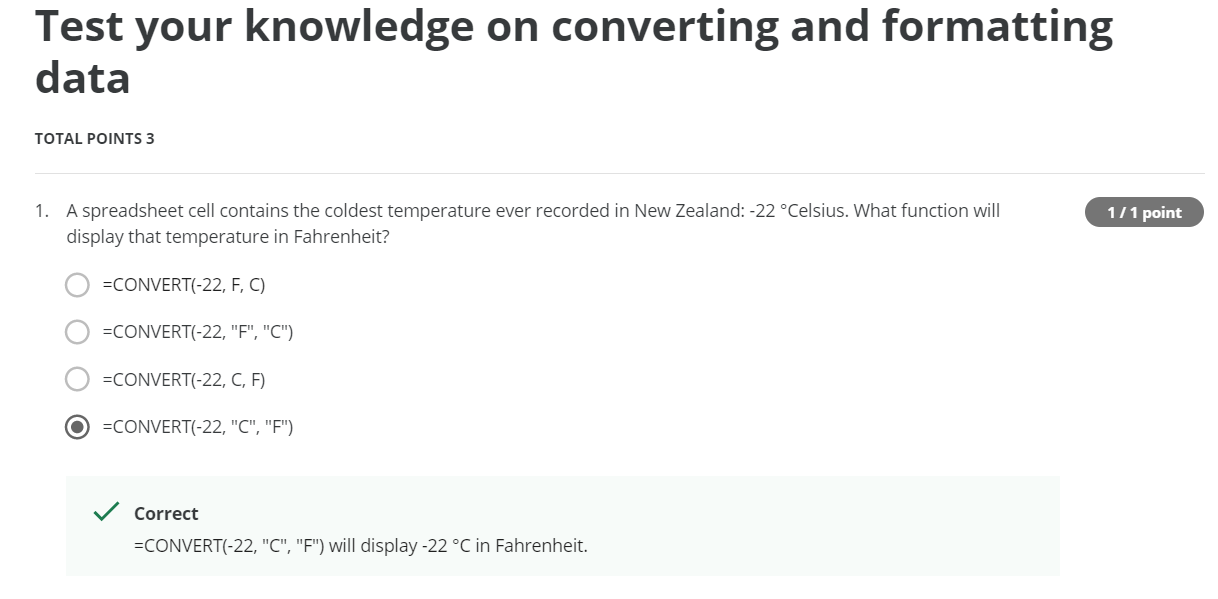 Test your knowledge on converting and formatting
data
TOTAL POINTS 3
1. A spreadsheet cell contains the coldest temperature ever recorded in New Zealand: -22 °Celsius. What function will
display that temperature in Fahrenheit?
1 / 1 point
=CONVERT(-22, F, C)
=CONVERT(-22, "F", "C")
=CONVERT(-22, C, F)
=CONVERT(-22, "C", "F")
Correct
=CONVERT(-22, "C", "F") will display -22 °C in Fahrenheit.